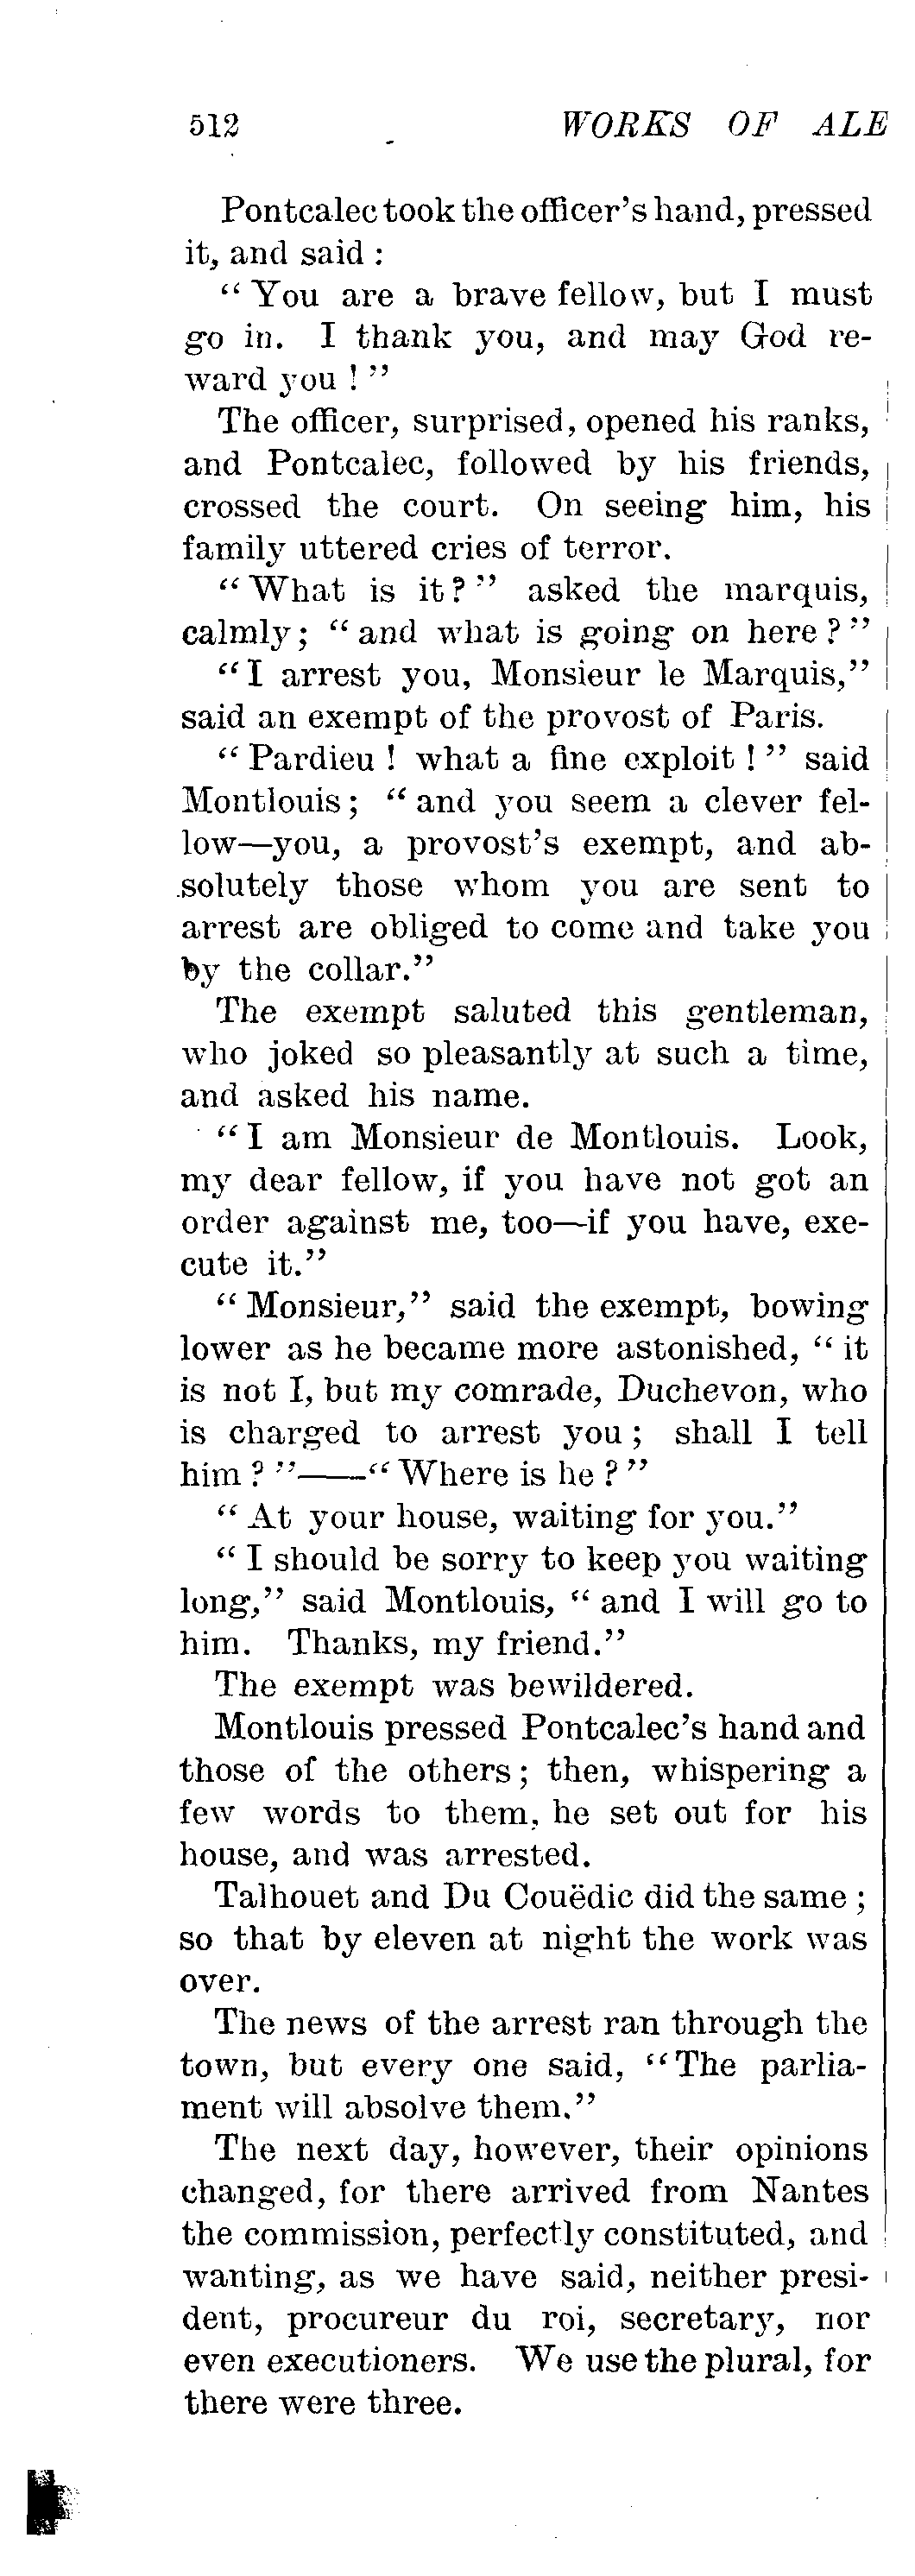 512 WORKS OF ALE
Pontcalec took the officer's hand, pressed
it, and said :
“ You are a brave fellow, but I must
go in. I thank you, and may God re-
ward you ! ”
The officer, surprised, opened his ranks,
and Pontcalec, followed by his friends,
crossed the court. On seeing him, his
family uttered cries of terror.
“ What is it? ” asked the marquis,
calmly; “ and what is going on here ? ”
“ I arrest you, Monsieur le Marquis,”
said an exempt of the provost of Paris.
“ Pardieu ! what a fine exploit ! ” said
Montlouis; “ and you seem a clever fel-
low—you, a provost's exempt, and ab-
solutely those whom you are sent to
arrest are obliged to come and take you
by the collar.”
The exempt saluted this gentleman,
who joked so pleasantly at such a time,
and asked his name.
“ I am Monsieur de Montlouis. Look,
my dear fellow, if you have not got an
order against me, too—if you have, exe-
cute it.”
“ Monsieur,” said the exempt, bowing
lower as he became more astonished, “ it
is not I, but my comrade, Duchevon, who
is charged to arrest you ; shall I tell
him ? ”——“ Where is he ? ”
“ At your house, waiting for you.”
“ I should be sorry to keep you waiting
long,” said Montlouis, “ and I will go to
him. Thanks, my friend.”
The exempt was bewildered.
Montlouis pressed Pontcalec's hand and
those of the others ; then, whispering a
few words to them, he set out for his
house, and was arrested.
Talhouet and Du Couëdic did the same ;
so that by eleven at night the work was
over.
The news of the arrest ran through the
town, but every one said, “ The parlia-
ment will absolve them.”
The next day, however, their opinions
changed, for there arrived from Nantes
the commission, perfectly constituted, and
wanting, as we have said, neither presi-
dent, procureur du roi, secretary, nor
even executioners. We use the plural, for
there were three.